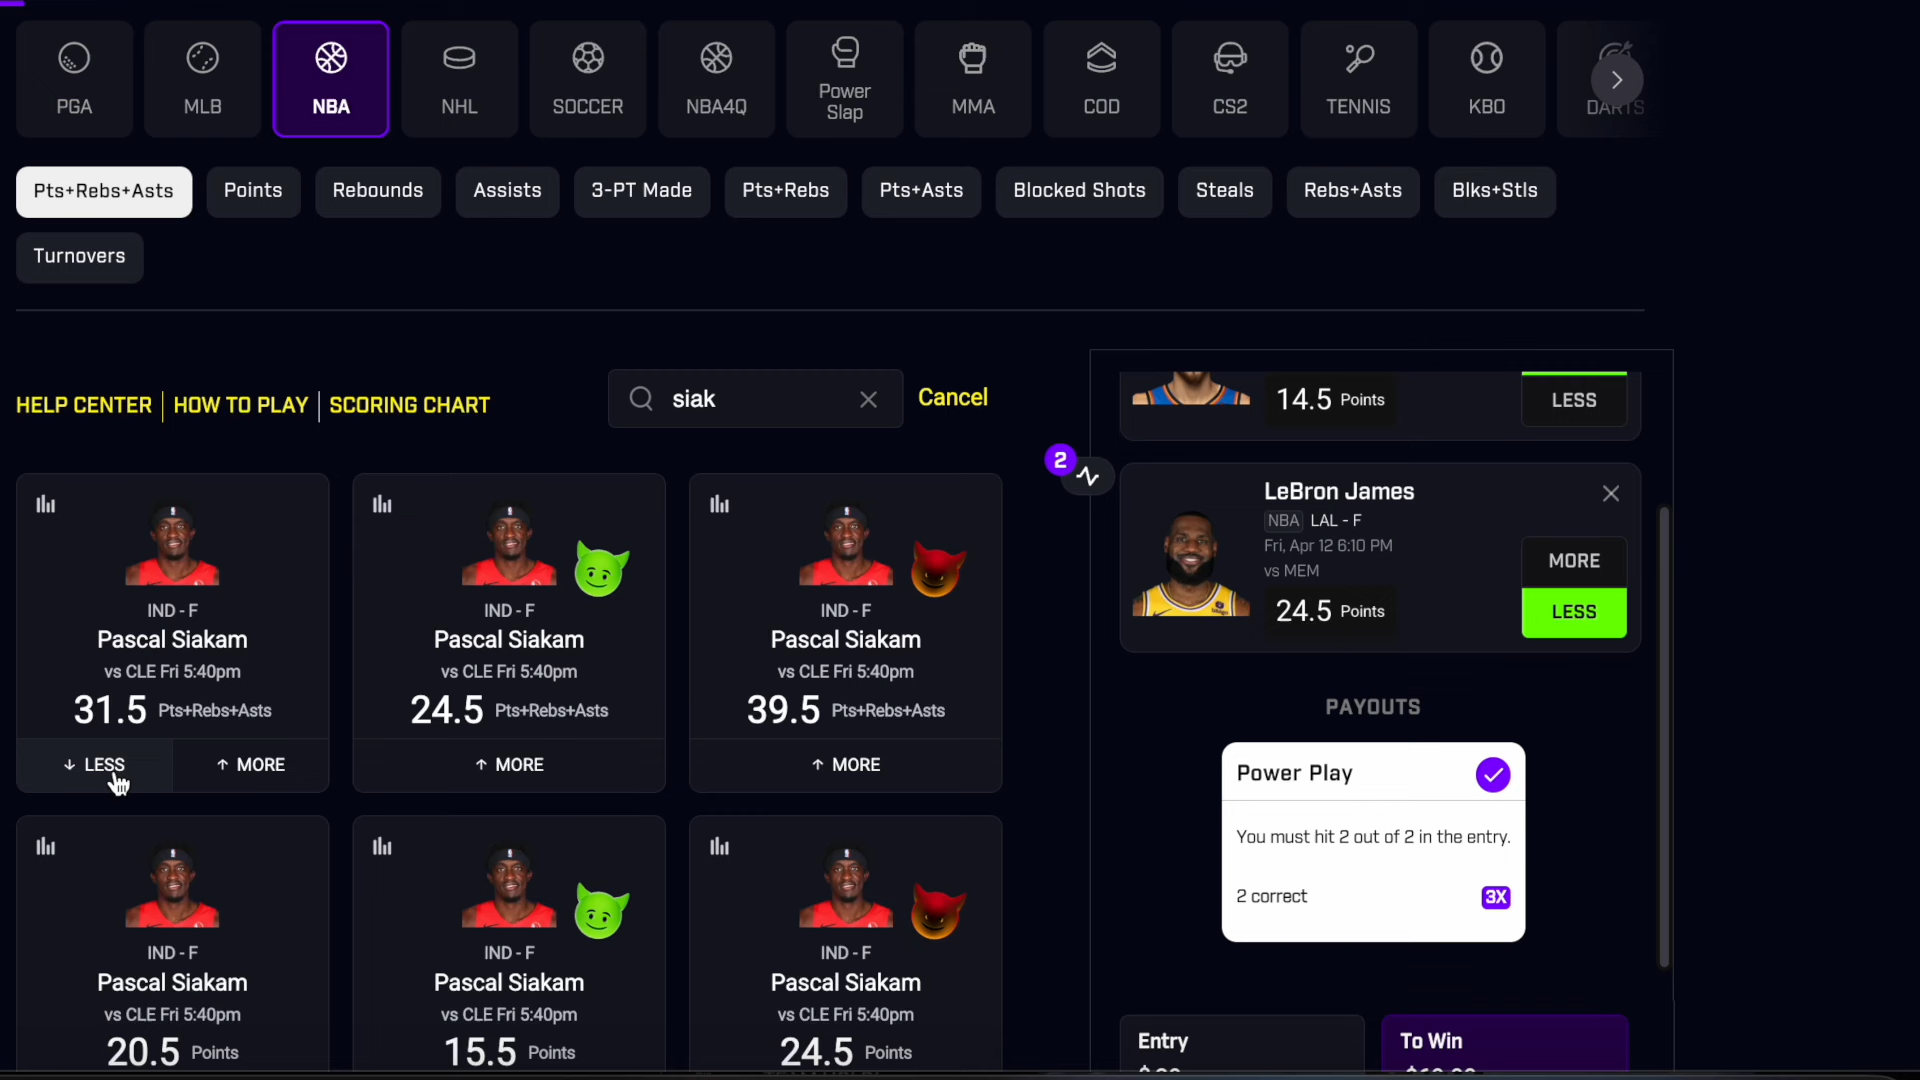 PGA
MLB
NBA
NHL
SOCCER
NBA4Q
Power
Slap
MMA
COD
CS2
TENNIS
KBO
DARTS
Pts+Rebs+Asts
Points
Rebounds
Assists
3-PT Made
Pts+Rebs
Pts+Asts
Blocked Shots
Steals
Rebs+Asts
Blks+Stls
Turnovers
HELP CENTER
HOW TO PLAY
SCORING CHART
siak
Cancel
IND - F
Pascal Siakam
vs CLE Fri 5:40pm
31.5 Pts+Rebs+Asts
LESS
MORE
IND - F
Pascal Siakam
vs CLE Fri 5:40pm
24.5 Pts+Rebs+Asts
MORE
IND - F
Pascal Siakam
vs CLE Fri 5:40pm
39.5 Pts+Rebs+Asts
MORE
IND - F
Pascal Siakam
vs CLE Fri 5:40pm
20.5 Points
IND - F
Pascal Siakam
vs CLE Fri 5:40pm
15.5 Points
IND - F
Pascal Siakam
vs CLE Fri 5:40pm
24.5 Points
14.5 Points
LESS
2
LeBron James
NBA LAL - F
Fri, Apr 12 6:10 PM
vs MEM
24.5 Points
MORE
LESS
PAYOUTS
Power Play
You must hit 2 out of 2 in the entry.
2 correct
3X
Entry
To Win